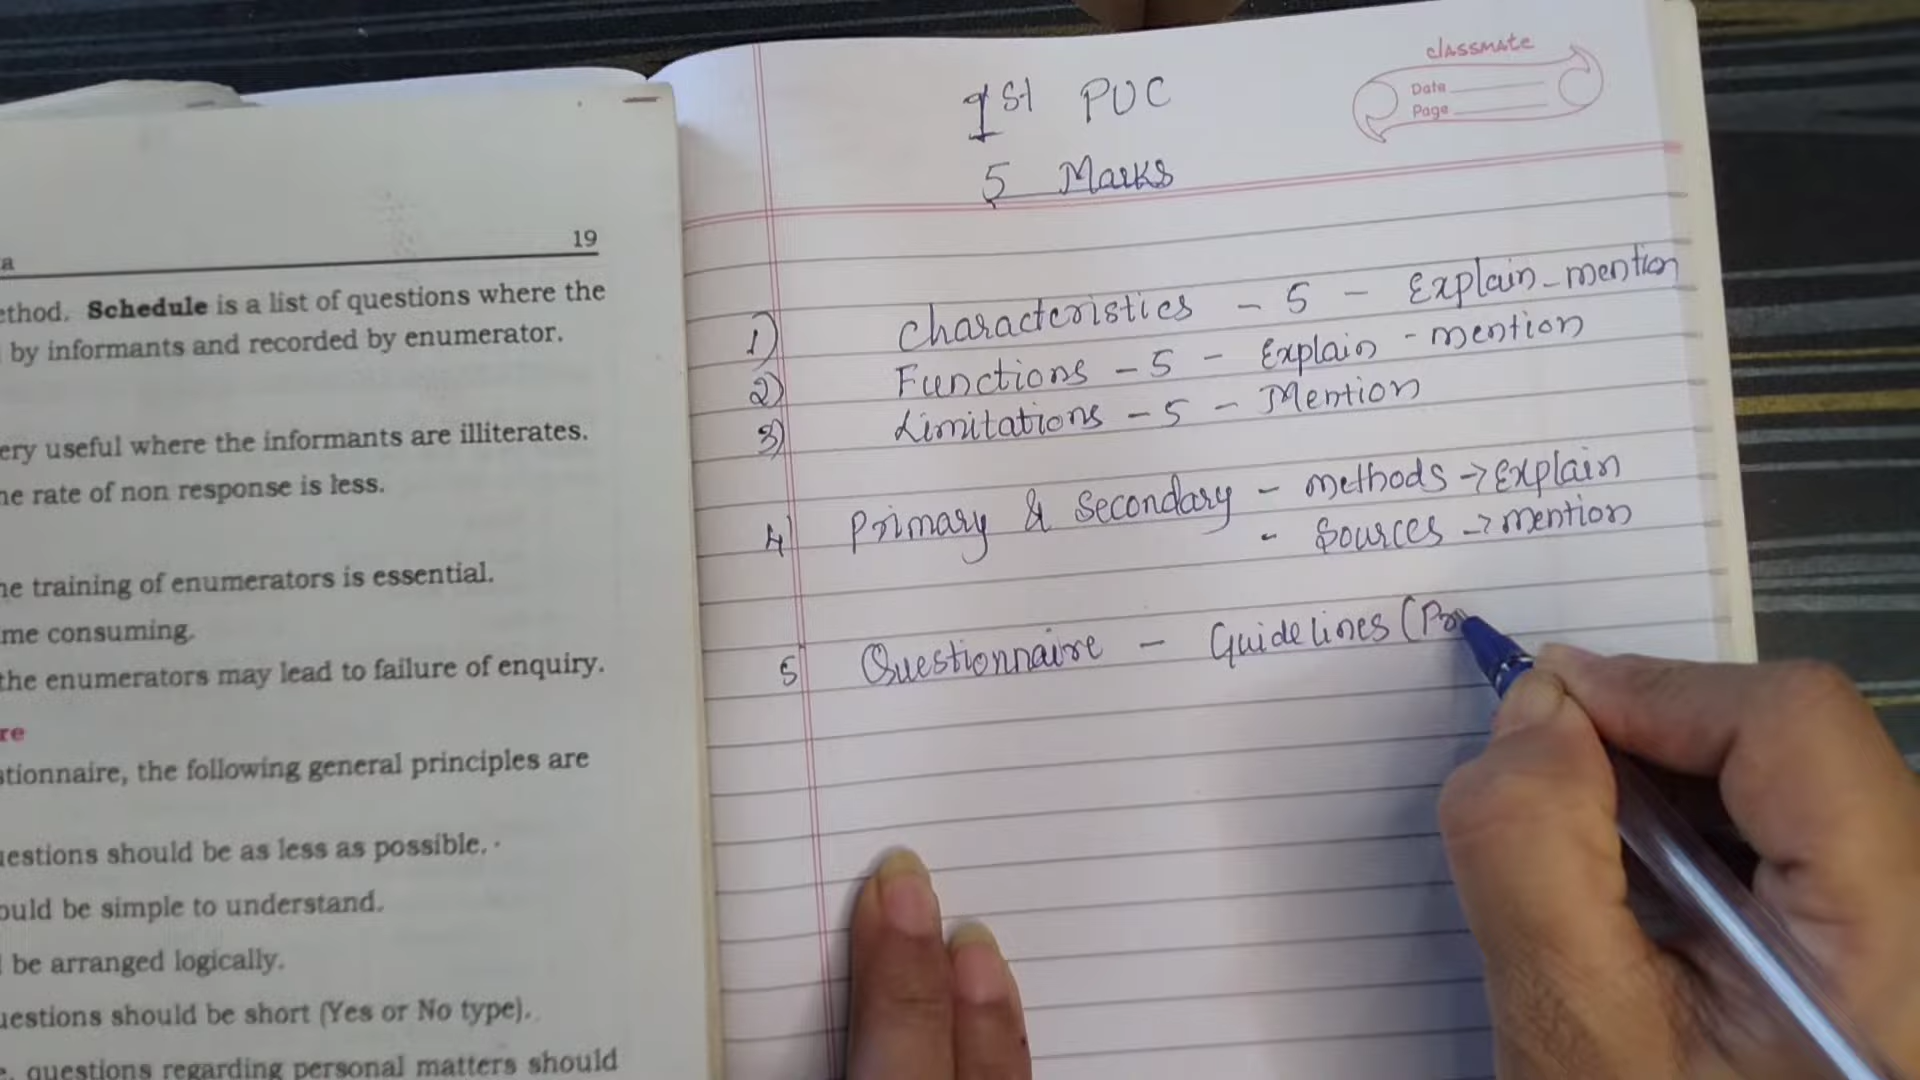 a
19
ethod. Schedule is a list of questions where the
by informants and recorded by enumerator.
ery useful where the informants are illiterates.
he rate of non response is less.
he training of enumerators is essential.
me consuming.
the enumerators may lead to failure of enquiry.
re
stionnaire, the following general principles are
uestions should be as less as possible.
ould be simple to understand.
be arranged logically.
uestions should be short (Yes or No type).
e, questions regarding personal matters should
classmate
Date
Page
1st PUC
5 Marks
1) Characteristics - 5 - Explain - mention
2) Functions - 5 - Explain - mention
3) Limitations - 5 - Mention
4) Primary & Secondary - methods → Explain
- Sources → mention
5 Questionnaire - Guidelines (